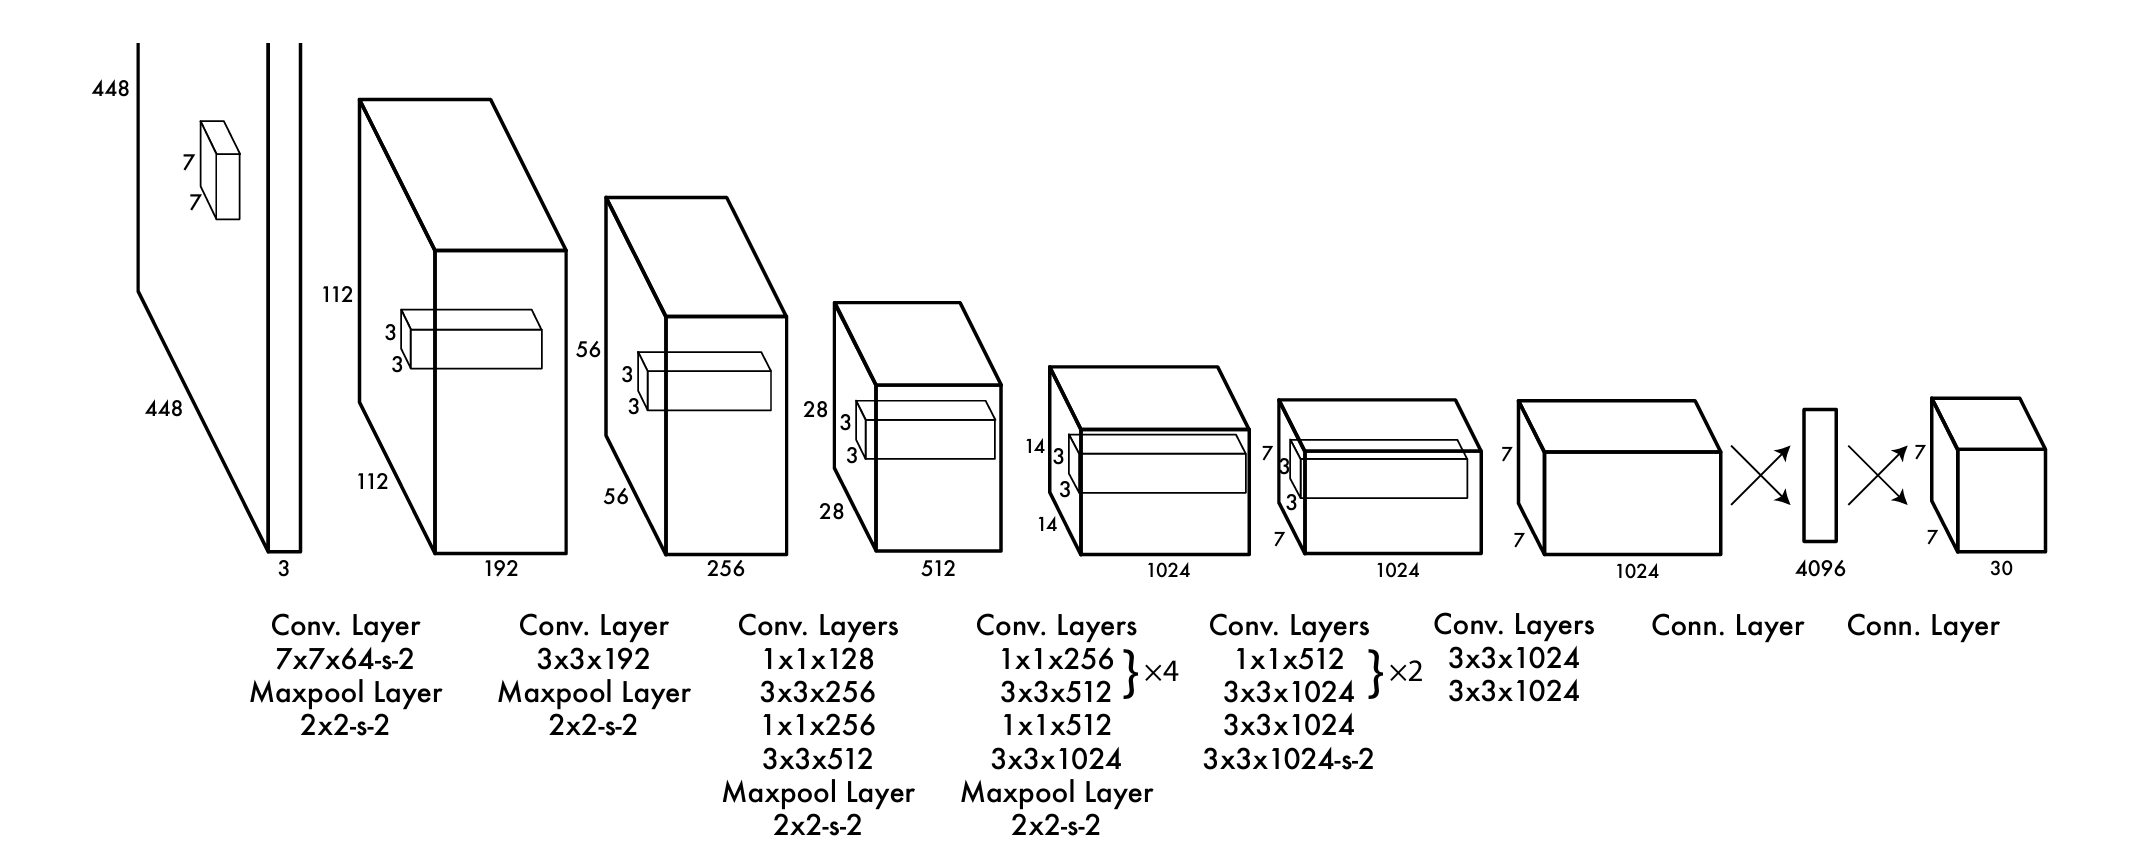 448
7
7
448
3
112
3
3
112
192
56
3
3
56
256
28
3
3
28
512
14
3
3
14
1024
7
3
3
7
1024
7
7
1024
4096
7
7
30
Conv. Layer
7x7x64-s-2
Maxpool Layer
2x2-s-2
Conv. Layer
3x3x192
Maxpool Layer
2x2-s-2
Conv. Layers
1x1x128
3x3x256
1x1x256
3x3x512
Maxpool Layer
2x2-s-2
Conv. Layers
1x1x256
3x3x512 } ×4
1x1x512
3x3x1024
Maxpool Layer
2x2-s-2
Conv. Layers
1x1x512
3x3x1024 } ×2
3x3x1024
3x3x1024-s-2
Conv. Layers
3x3x1024
3x3x1024
Conn. Layer
Conn. Layer